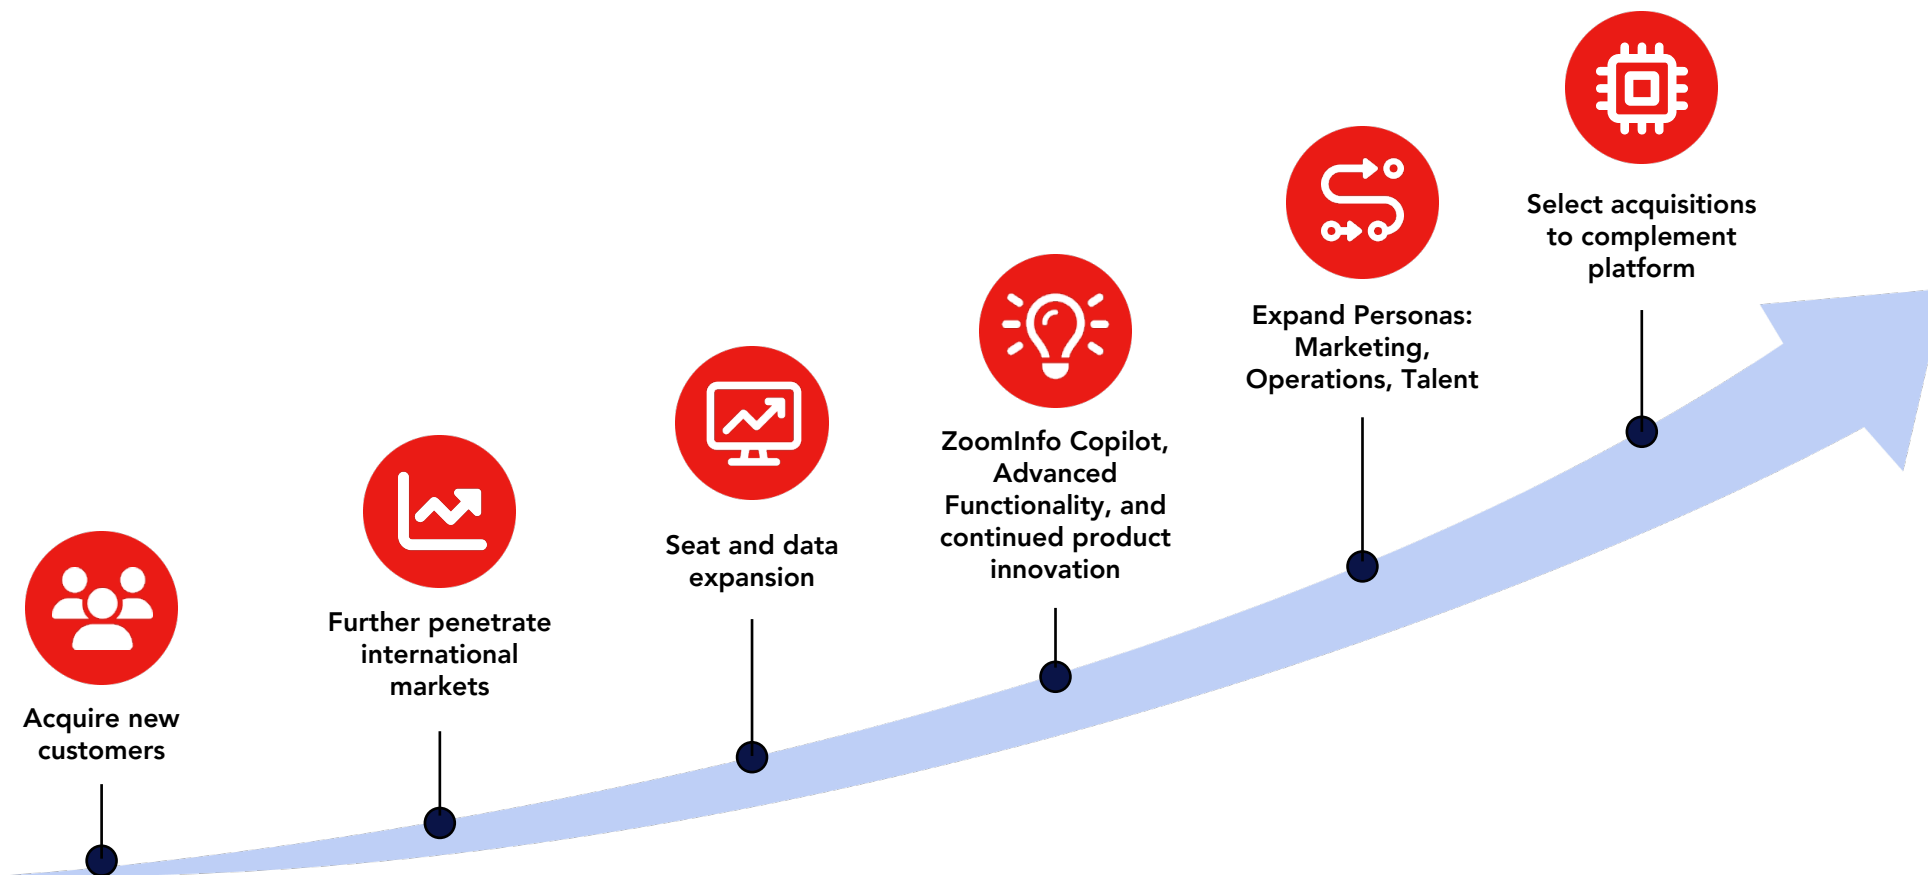 Acquire new
customers
Further penetrate
international
markets
Seat and data
expansion
ZoomInfo Copilot,
Advanced
Functionality, and
continued product
innovation
Expand Personas:
Marketing,
Operations, Talent
Select acquisitions
to complement
platform